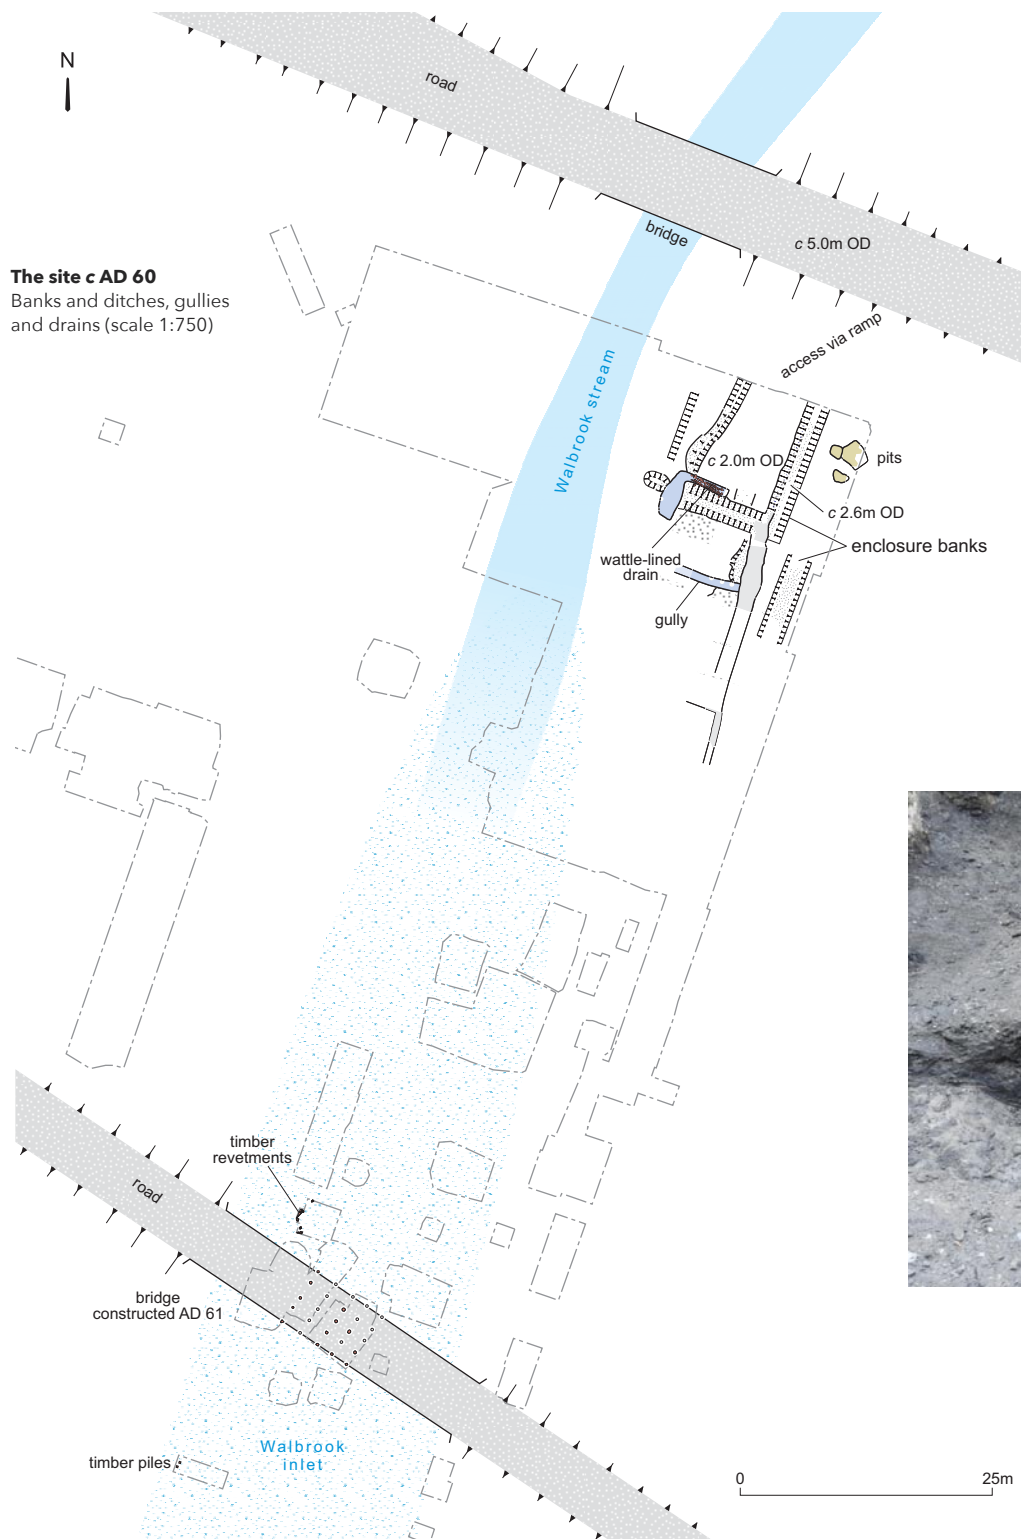 N
road
bridge
c 5.0m OD
The site c AD 60
Banks and ditches, gullies
and drains (scale 1:750)
access via ramp
Walbrook stream
c 2.0m OD
pits
c 2.6m OD
enclosure banks
wattle-lined
drain
gully
timber
revetments
road
bridge
constructed AD 61
Walbrook
inlet
timber piles
0
25m